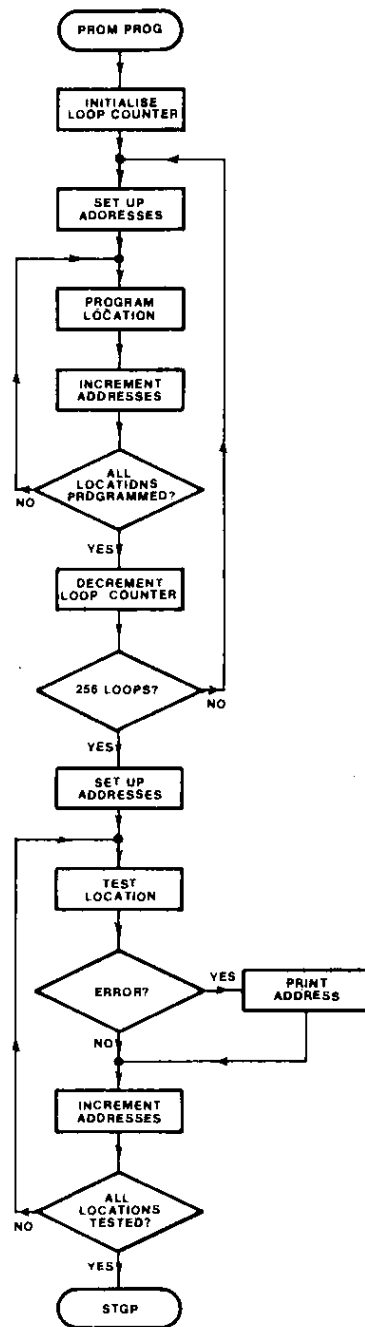 PROM PROG
INITIALISE
LOOP COUNTER
SET UP
ADDRESSES
PROGRAM
LOCATION
INCREMENT
ADDRESSES
ALL
LOCATIONS
PROGRAMMED?
NO
YES
DECREMENT
LOOP COUNTER
256 LOOPS?
NO
YES
SET UP
ADDRESSES
TEST
LOCATION
ERROR?
YES
PRINT
ADDRESS
NO
INCREMENT
ADDRESSES
ALL
LOCATIONS
TESTED?
NO
YES
STOP